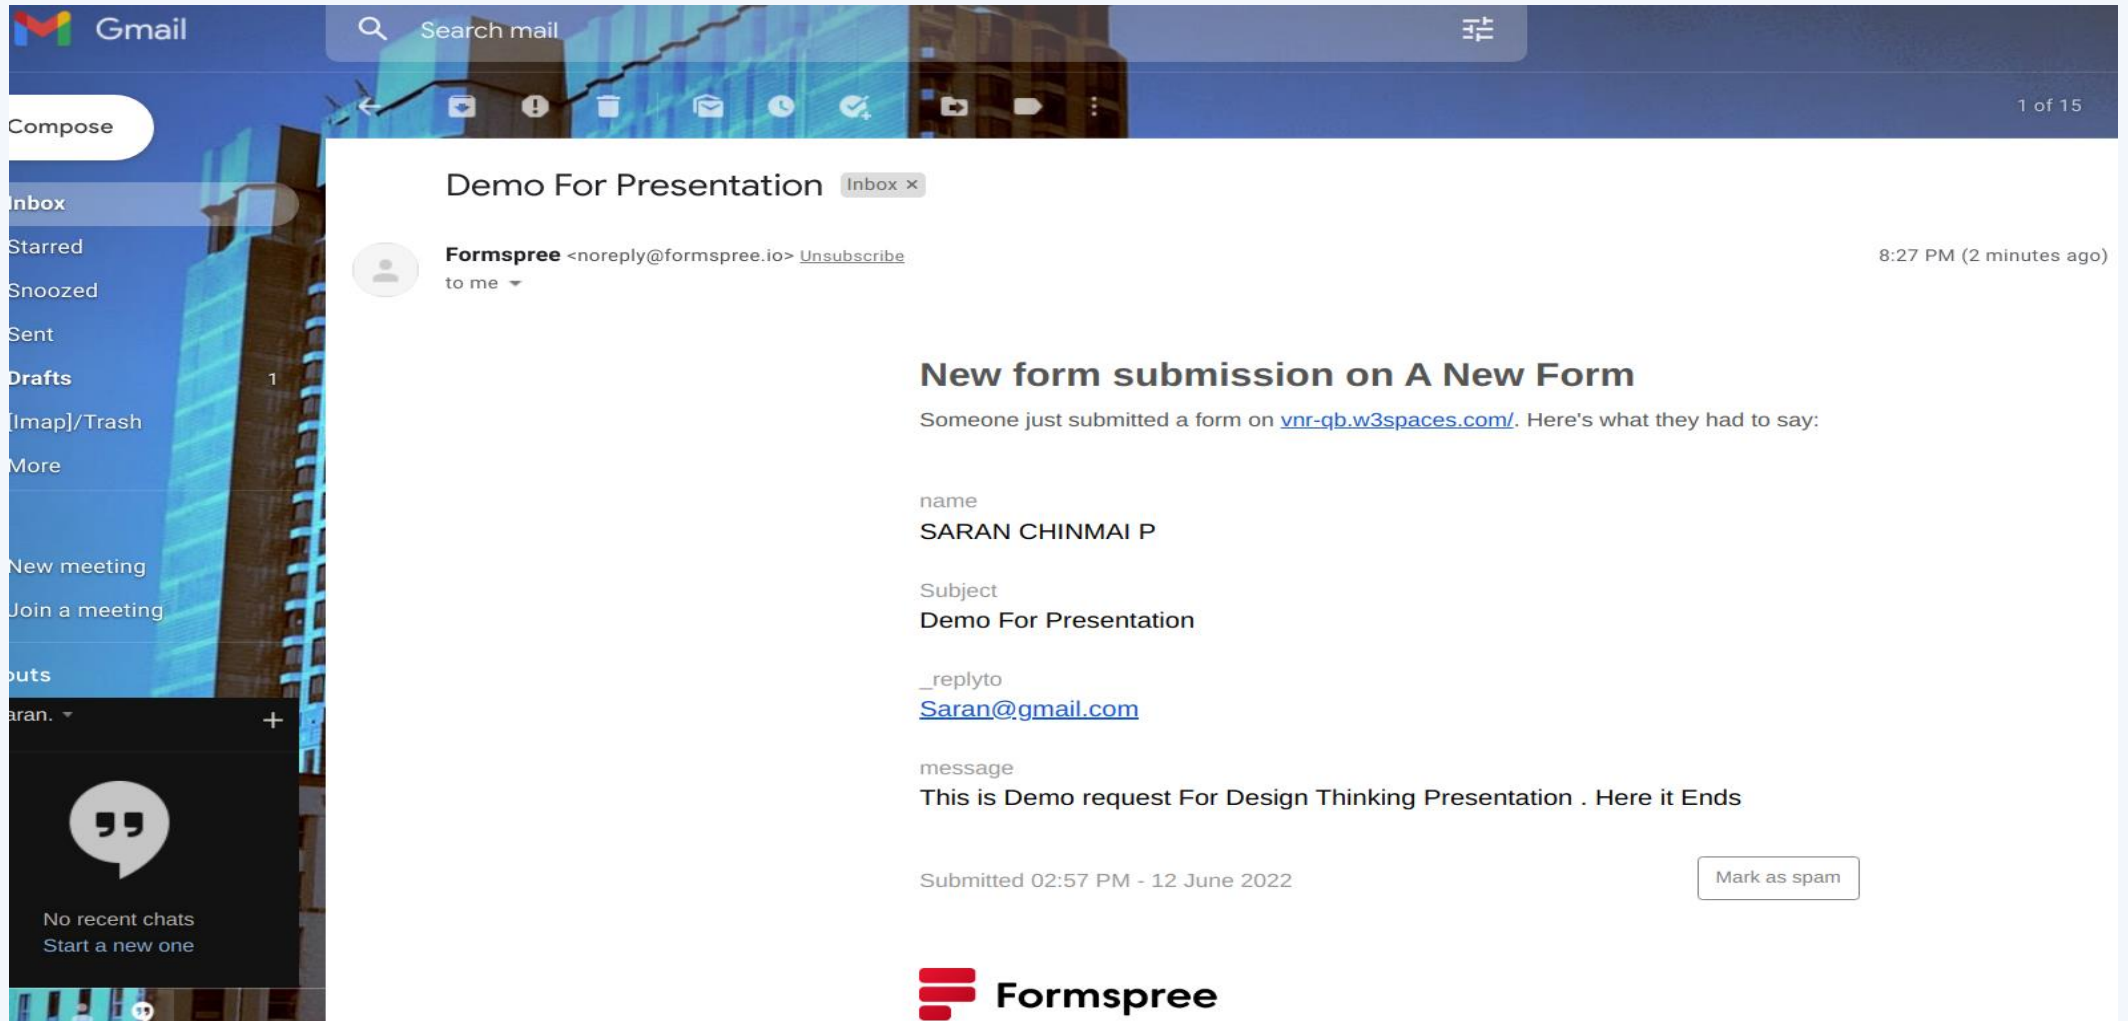 Gmail
Search mail
1 of 15
Compose
Inbox
Starred
Snoozed
Sent
Drafts 1
[Imap]/Trash
More
New meeting
Join a meeting
outs
aran.
No recent chats
Start a new one
Demo For Presentation Inbox ×
Formspree <noreply@formspree.io> Unsubscribe
8:27 PM (2 minutes ago)
to me
New form submission on A New Form
Someone just submitted a form on vnr-qb.w3spaces.com/. Here's what they had to say:
name
SARAN CHINMAI P
Subject
Demo For Presentation
_replyto
Saran@gmail.com
message
This is Demo request For Design Thinking Presentation . Here it Ends
Submitted 02:57 PM - 12 June 2022
Mark as spam
Formspree